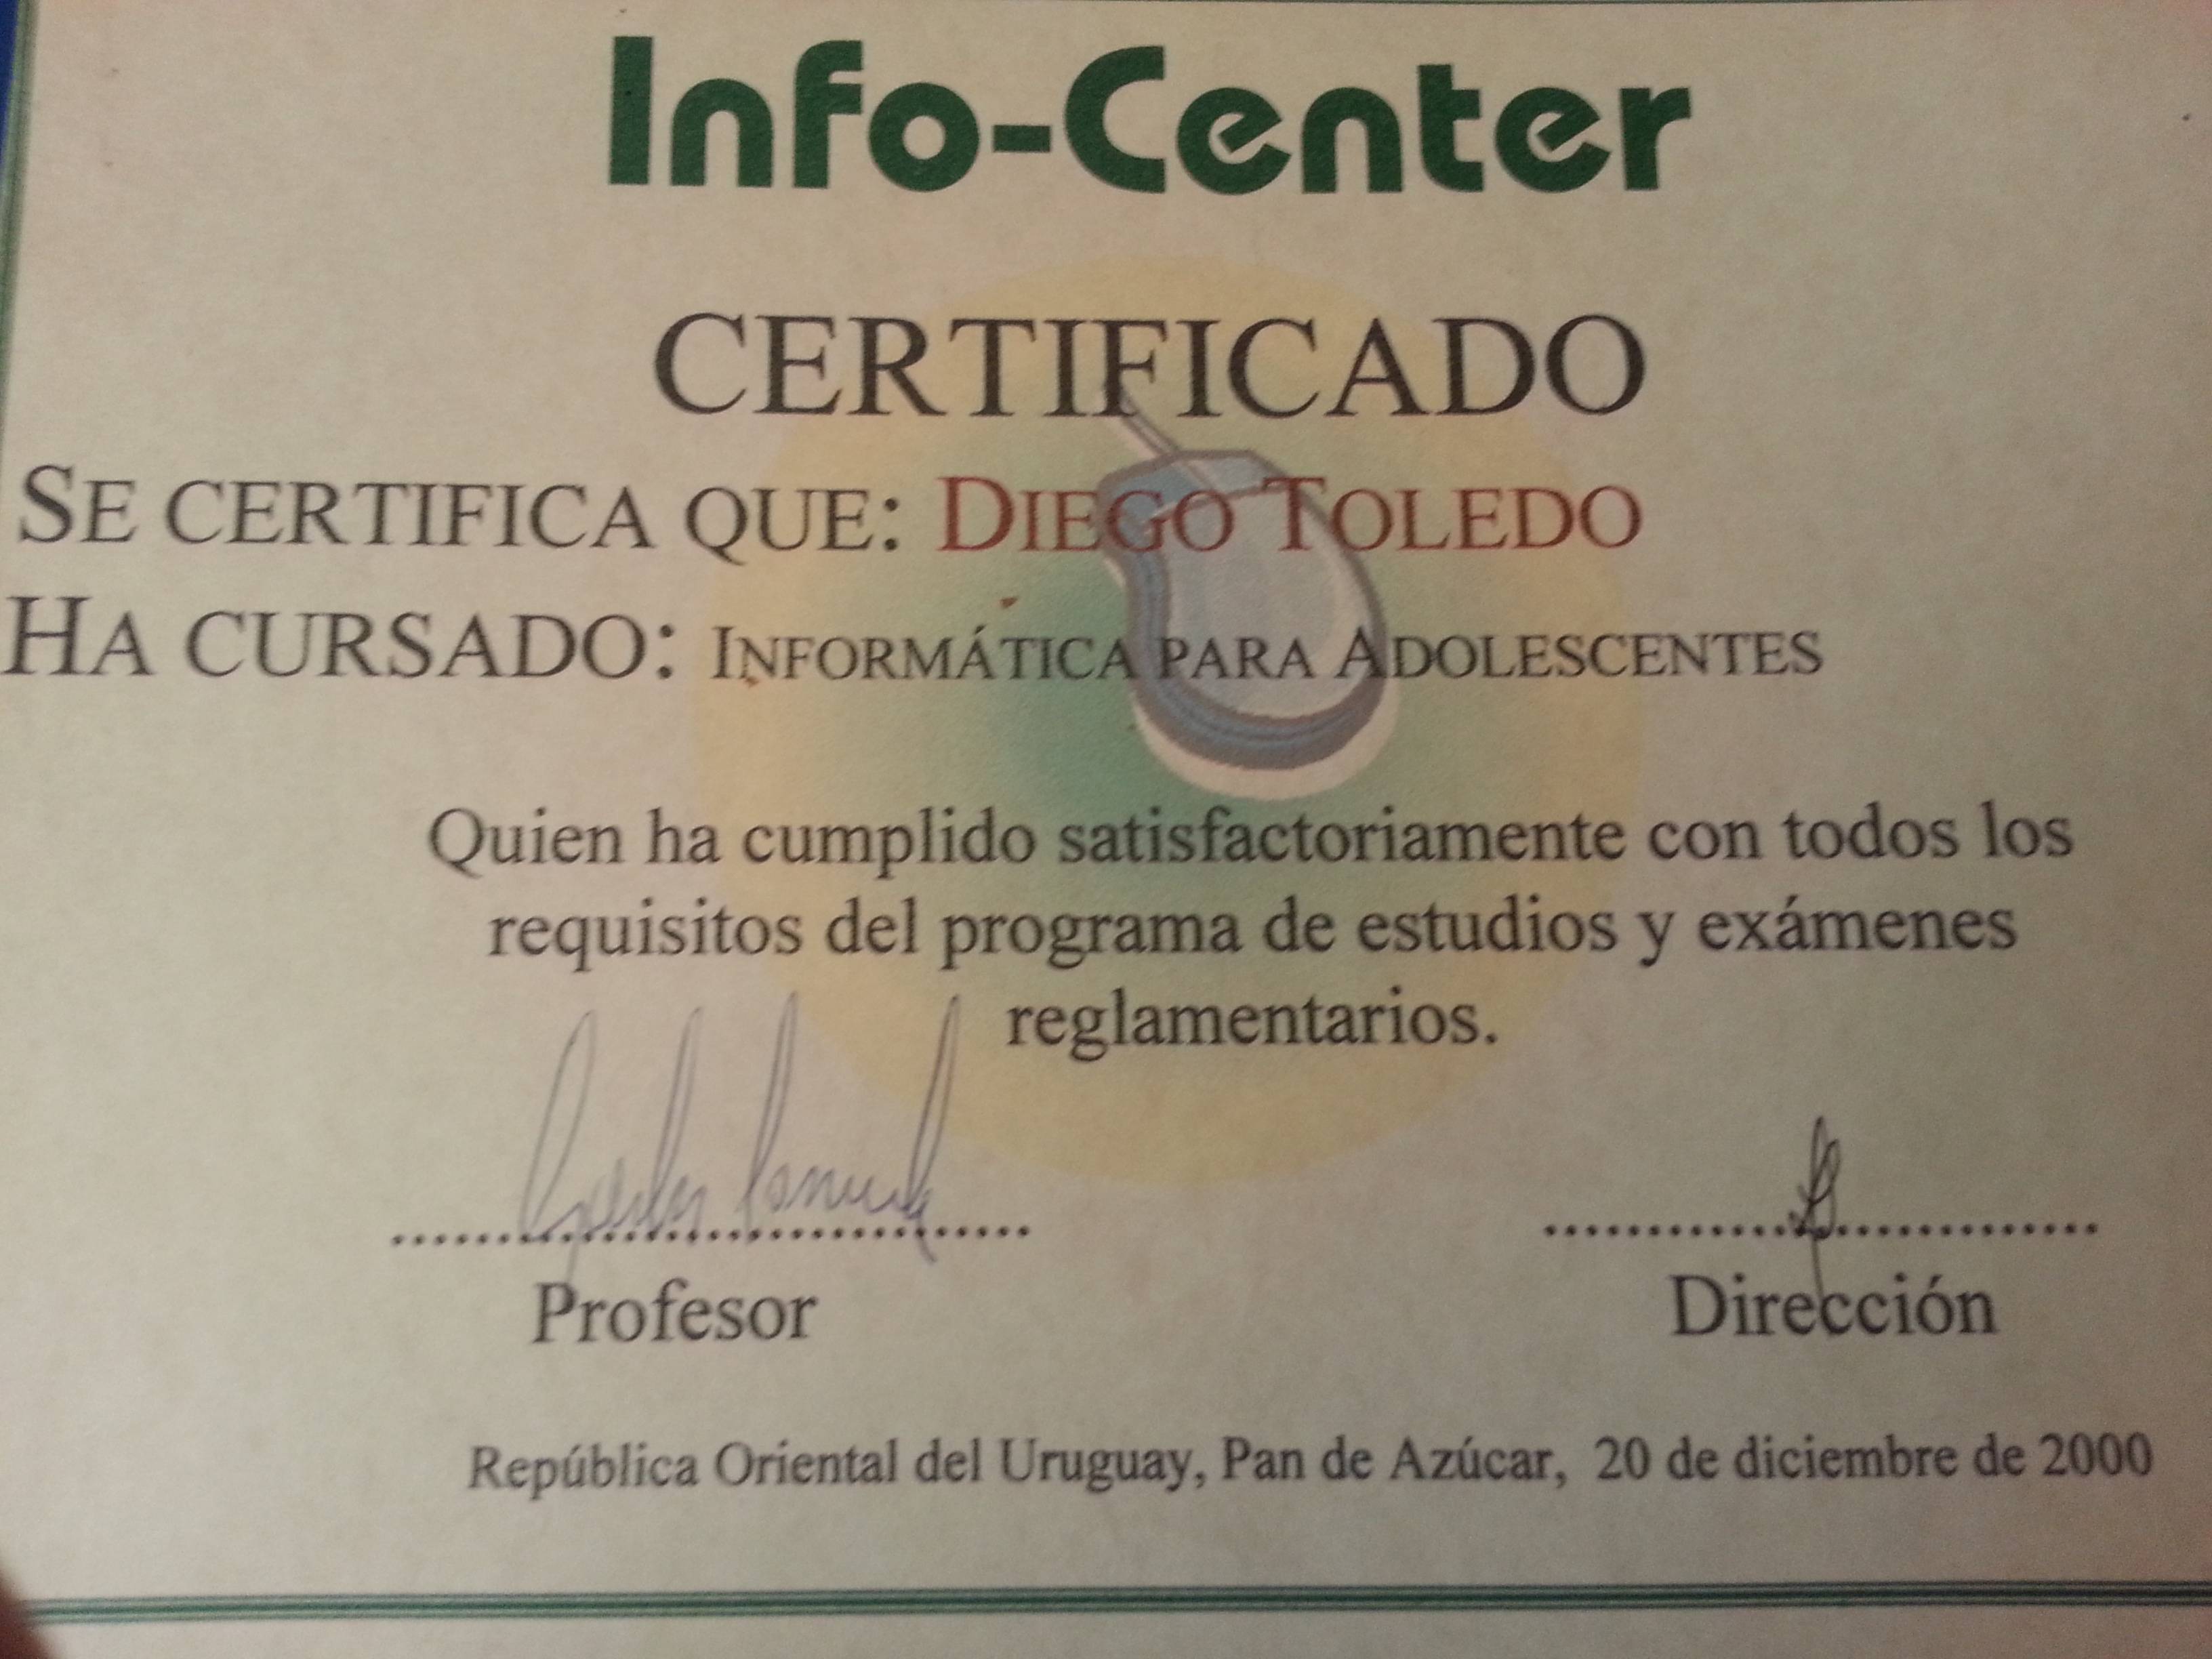 Info-Center
CERTIFICADO
SE CERTIFICA QUE: DIEGO TOLEDO
HA CURSADO: INFORMÁTICA PARA ADOLESCENTES
Quien ha cumplido satisfactoriamente con todos los
requisitos del programa de estudios y exámenes
reglamentarios.
Profesor Dirección
República Oriental del Uruguay, Pan de Azúcar, 20 de diciembre de 2000